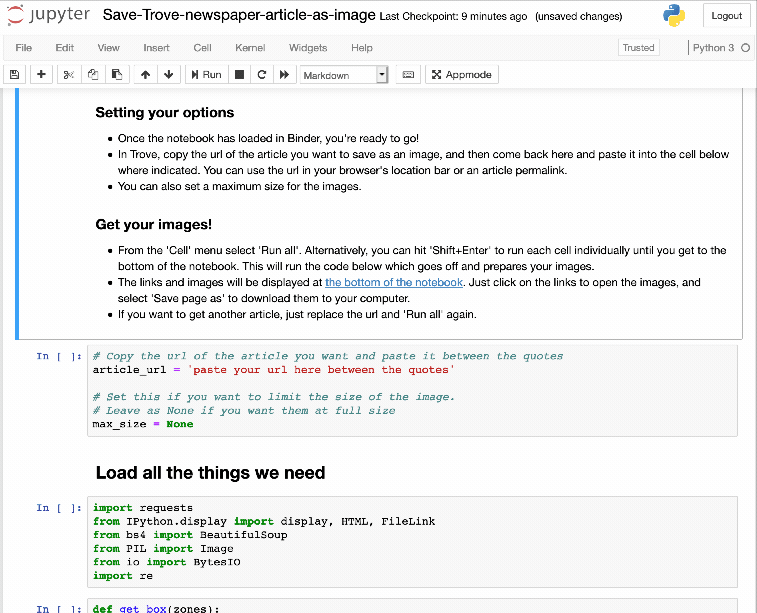 jupyter Save-Trove-newspaper-article-as-image Last Checkpoint: 9 minutes ago (unsaved changes) Logout
File Edit View Insert Cell Kernel Widgets Help Trusted Python 3
Run Markdown Appmode
Setting your options
• Once the notebook has loaded in Binder, you're ready to go!
• In Trove, copy the url of the article you want to save as an image, and then come back here and paste it into the cell below
where indicated. You can use the url in your browser's location bar or an article permalink.
• You can also set a maximum size for the images.
Get your images!
• From the 'Cell' menu select 'Run all'. Alternatively, you can hit 'Shift+Enter' to run each cell individually until you get to the
bottom of the notebook. This will run the code below which goes off and prepares your images.
• The links and images will be displayed at the bottom of the notebook. Just click on the links to open the images, and
select 'Save page as' to download them to your computer.
• If you want to get another article, just replace the url and 'Run all' again.
In [ ]: # Copy the url of the article you want and paste it between the quotes
article_url = 'paste your url here between the quotes'
# Set this if you want to limit the size of the image.
# Leave as None if you want them at full size
max_size = None
Load all the things we need
In [ ]: import requests
from IPython.display import display, HTML, FileLink
from bs4 import BeautifulSoup
from PIL import Image
from io import BytesIO
import re
In [ ]: def get_box(zones):